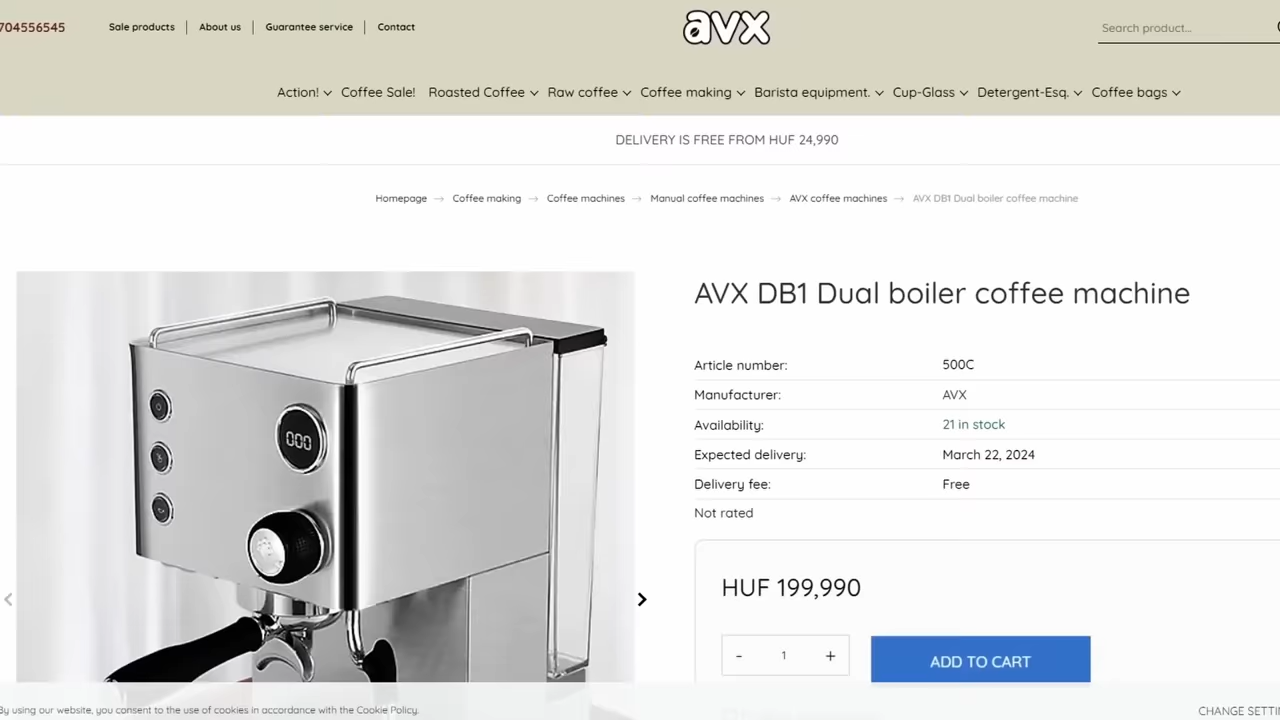 704556545
Sale products
About us
Guarantee service
Contact
avx
Search product...
Action!
Coffee Sale!
Roasted Coffee
Raw coffee
Coffee making
Barista equipment.
Cup-Glass
Detergent-Esq.
Coffee bags
DELIVERY IS FREE FROM HUF 24,990
Homepage → Coffee making → Coffee machines → Manual coffee machines → AVX coffee machines → AVX DB1 Dual boiler coffee machine
AVX DB1 Dual boiler coffee machine
Article number: 500C
Manufacturer: AVX
Availability: 21 in stock
Expected delivery: March 22, 2024
Delivery fee: Free
Not rated
000
HUF 199,990
- 1 +
ADD TO CART
By using our website, you consent to the use of cookies in accordance with the Cookie Policy.
CHANGE SETTIN